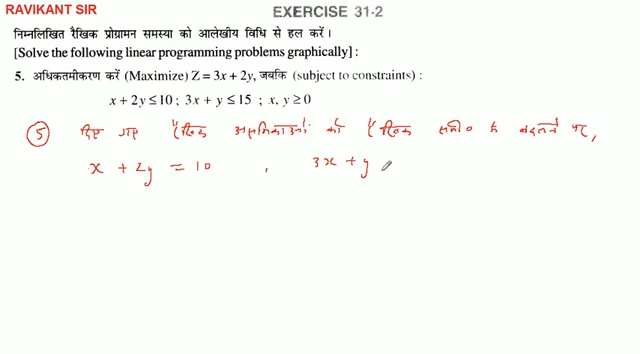 RAVIKANT SIR
EXERCISE 31·2
निम्नलिखित रैखिक प्रोग्रामन समस्या को आलेखीय विधि से हल करें ।
[Solve the following linear programming problems graphically] :
5. अधिकतमीकरण करें (Maximize) Z = 3x + 2y, जबकि (subject to constraints) :
x + 2y ≤ 10 ; 3x + y ≤ 15 ; x, y ≥ 0
5 दिए गए रैखिक असमिकाओं को रैखिक समी० में बदलने पर,
x + 2y = 10 , 3x + y